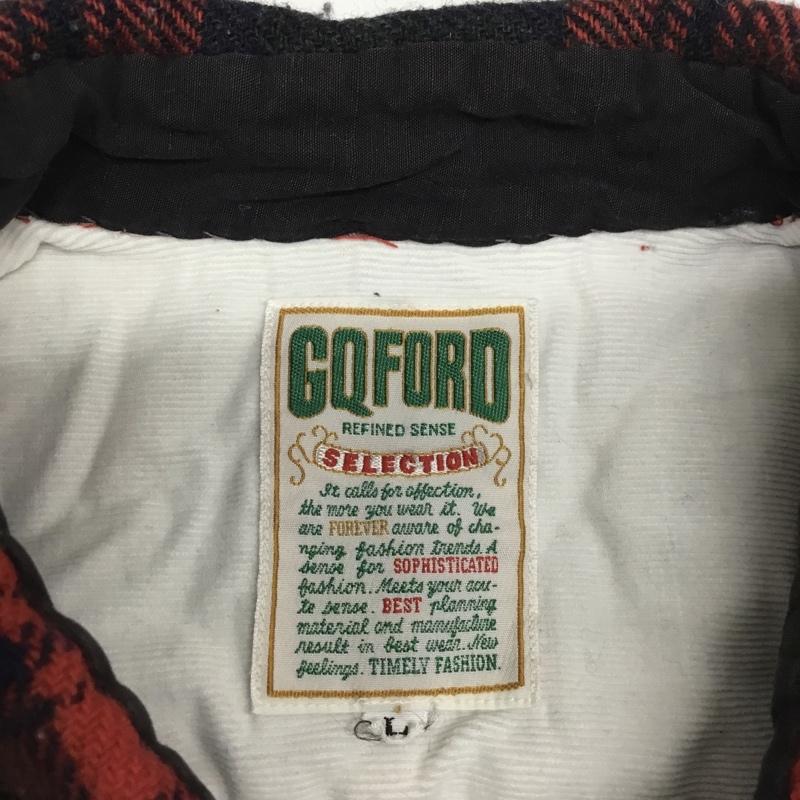 GQFORD
REFINED SENSE
SELECTION
It calls for offection,
the more you wear it. We
are FOREVER aware of cha-
nging fashion trends. A
sense for SOPHISTICATED
fashion. Meets your acu-
te sense. BEST planning
material and manufacture
result in best wear. New
feelings. TIMELY FASHION.
L